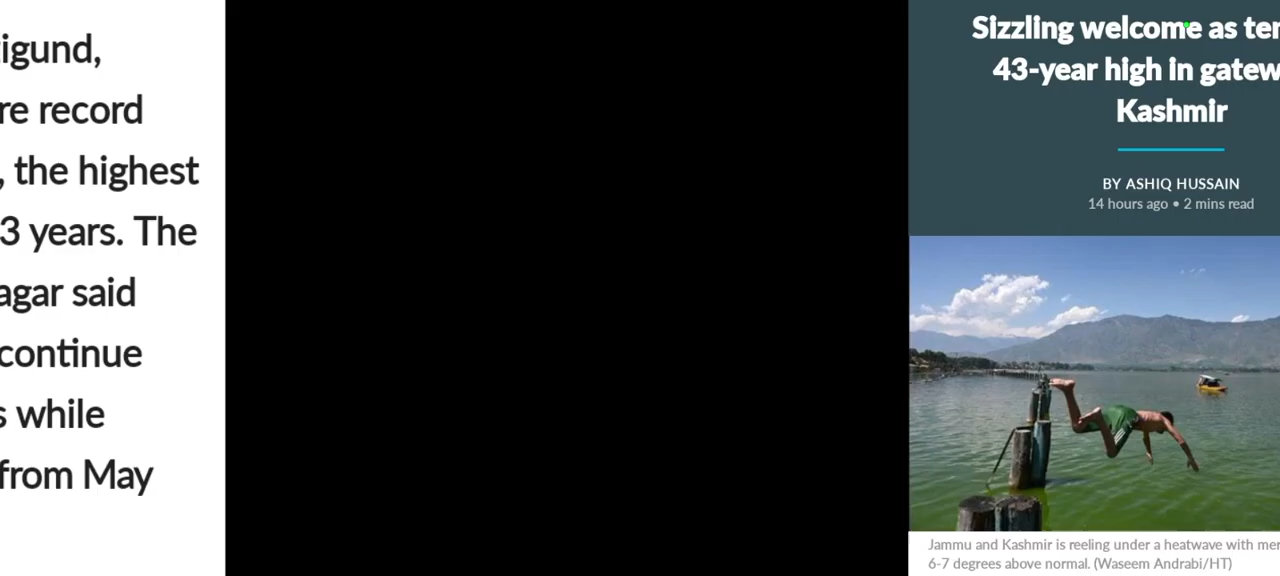 igund,
re record
, the highest
3 years. The
agar said
continue
s while
from May
Sizzling welcome as ter
43-year high in gatew
Kashmir
BY ASHIQ HUSSAIN
14 hours ago • 2 mins read
Jammu and Kashmir is reeling under a heatwave with mer
6-7 degrees above normal. (Waseem Andrabi/HT)